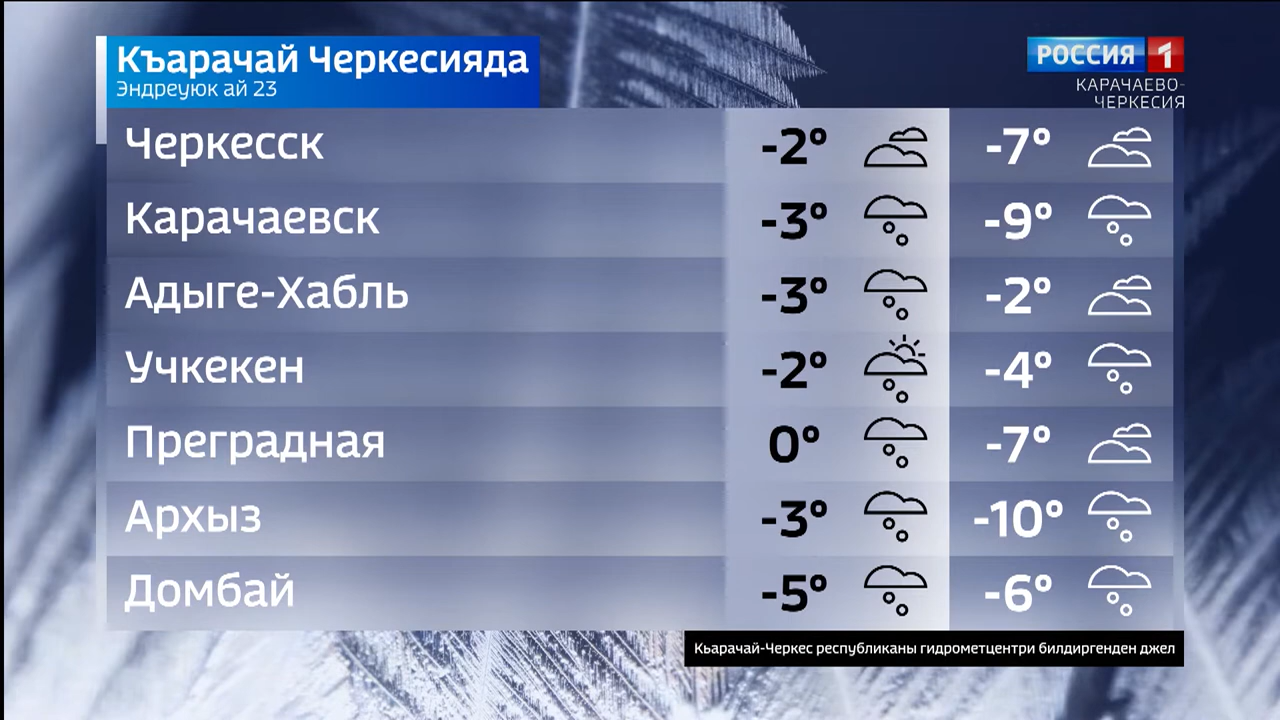 Къарачай Черкесияда
Эндреуюк ай 23
РОССИЯ 1
КАРАЧАЕВО-
ЧЕРКЕСИЯ
Черкесск -2° -7°
Карачаевск -3° -9°
Адыге-Хабль -3° -2°
Учкекен -2° -4°
Преградная 0° -7°
Архыз -3° -10°
Домбай -5° -6°
Кьарачай-Черкес республиканы гидрометцентри билдиргенден джел